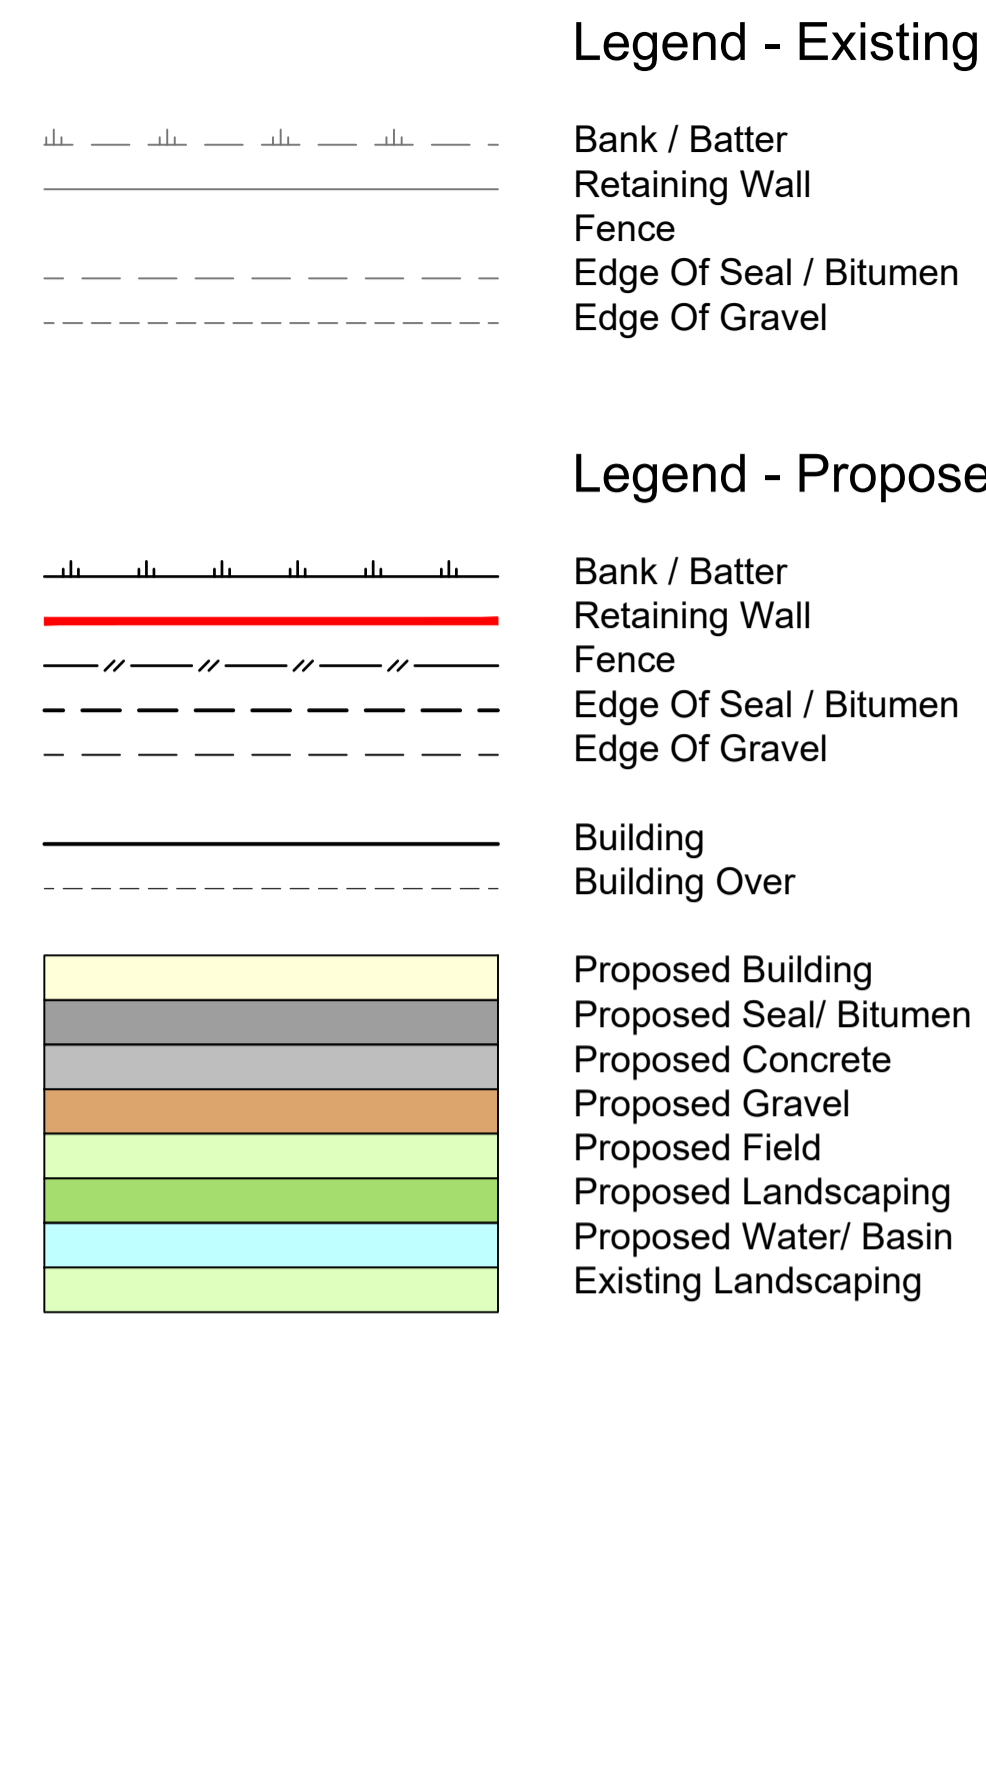 Legend - Existing
Bank / Batter
Retaining Wall
Fence
Edge Of Seal / Bitumen
Edge Of Gravel
Legend - Propose
Bank / Batter
Retaining Wall
Fence
Edge Of Seal / Bitumen
Edge Of Gravel
Building
Building Over
Proposed Building
Proposed Seal/ Bitumen
Proposed Concrete
Proposed Gravel
Proposed Field
Proposed Landscaping
Proposed Water/ Basin
Existing Landscaping